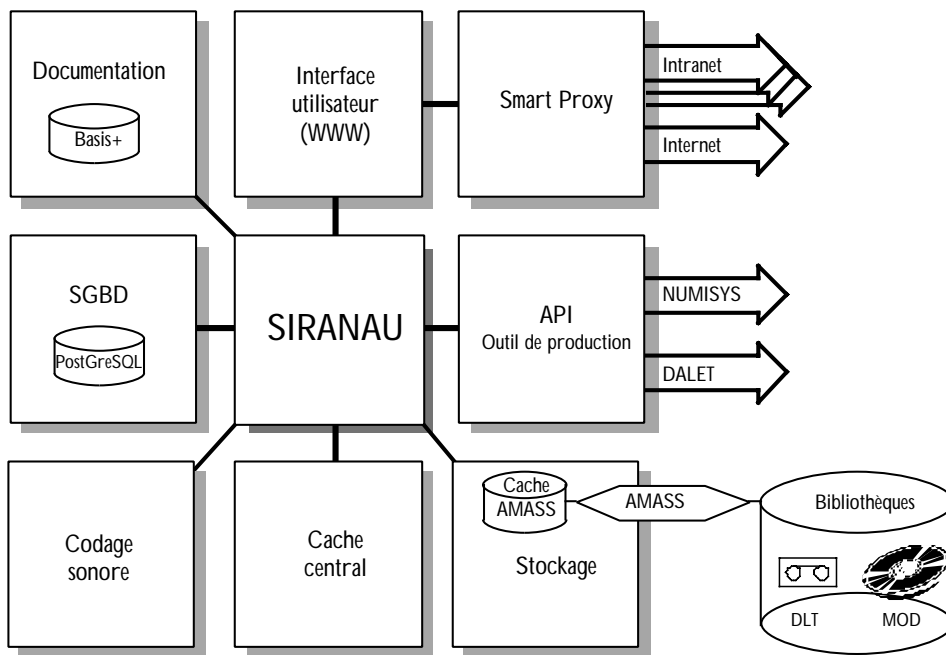 Documentation
Basis+
Interface
utilisateur
(WWW)
Smart Proxy
Intranet
Internet
SGBD
PostGreSQL
SIRANAU
API
Outil de production
NUMISYS
DALET
Codage
sonore
Cache
central
Cache
AMASS
Stockage
AMASS
Bibliothèques
DLT
MOD